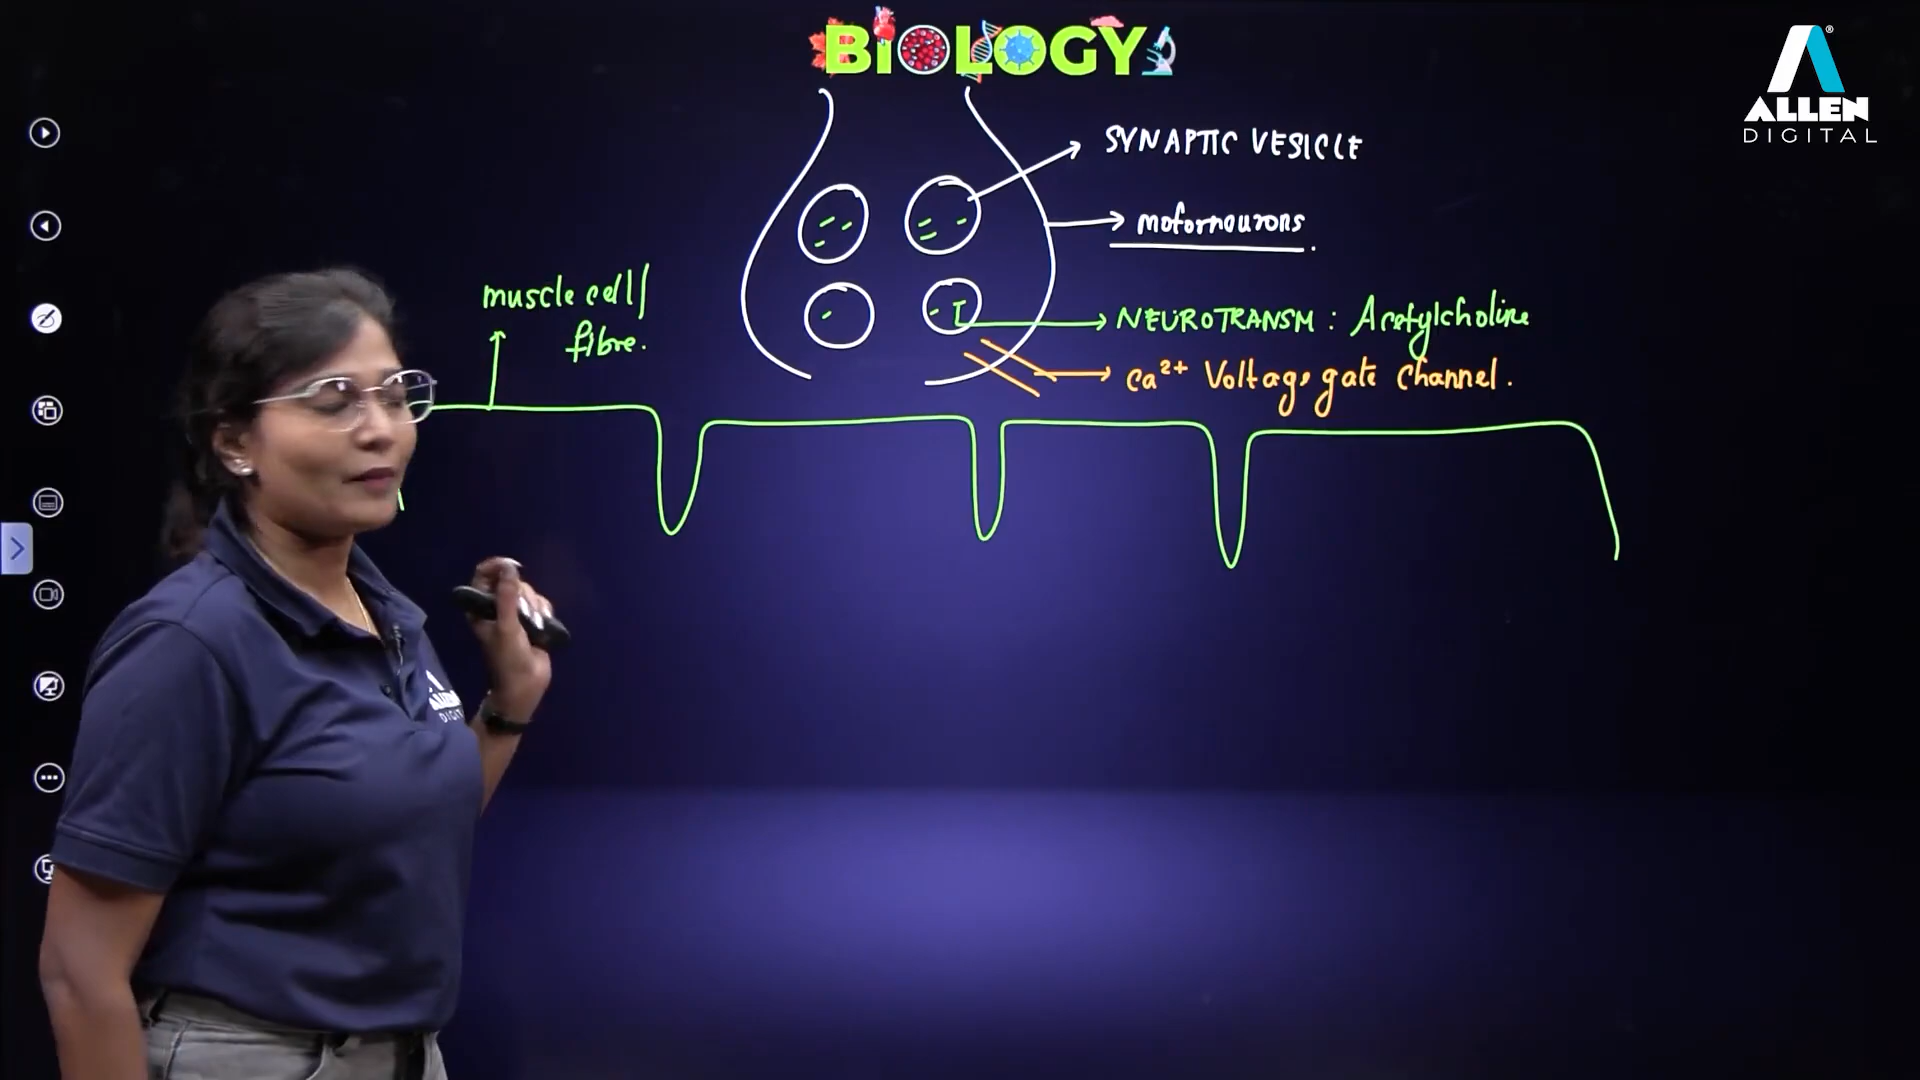 BIOLOGY
ALLEN
DIGITAL
SYNAPTIC VESICLE
motorneurons.
muscle cell/
fibre.
NEUROTRANSM : Acetylcholine
Ca²⁺ Voltage gate channel.